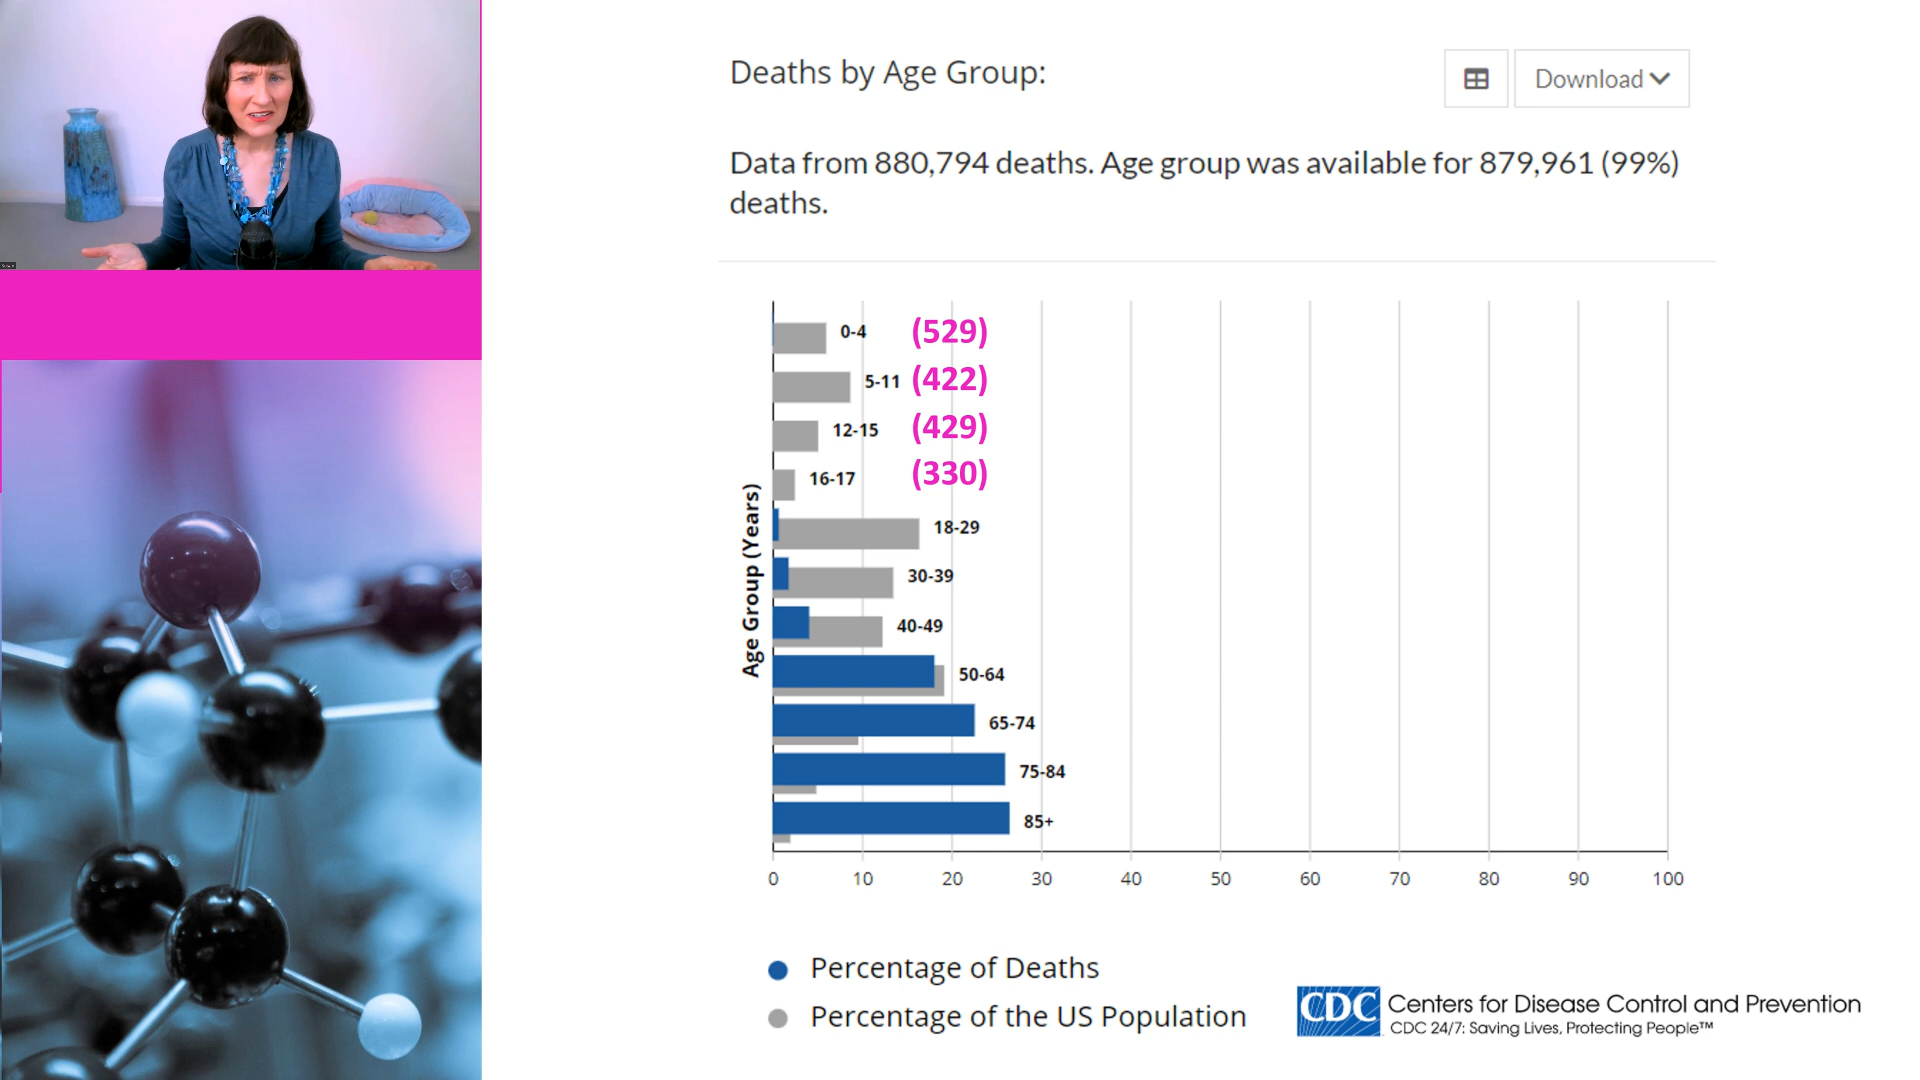 Deaths by Age Group:
Download
Data from 880,794 deaths. Age group was available for 879,961 (99%)
deaths.
Age Group (Years)
0-4 (529)
5-11 (422)
12-15 (429)
16-17 (330)
18-29
30-39
40-49
50-64
65-74
75-84
85+
0 10 20 30 40 50 60 70 80 90 100
Percentage of Deaths
Percentage of the US Population
CDC Centers for Disease Control and Prevention
CDC 24/7: Saving Lives, Protecting People™